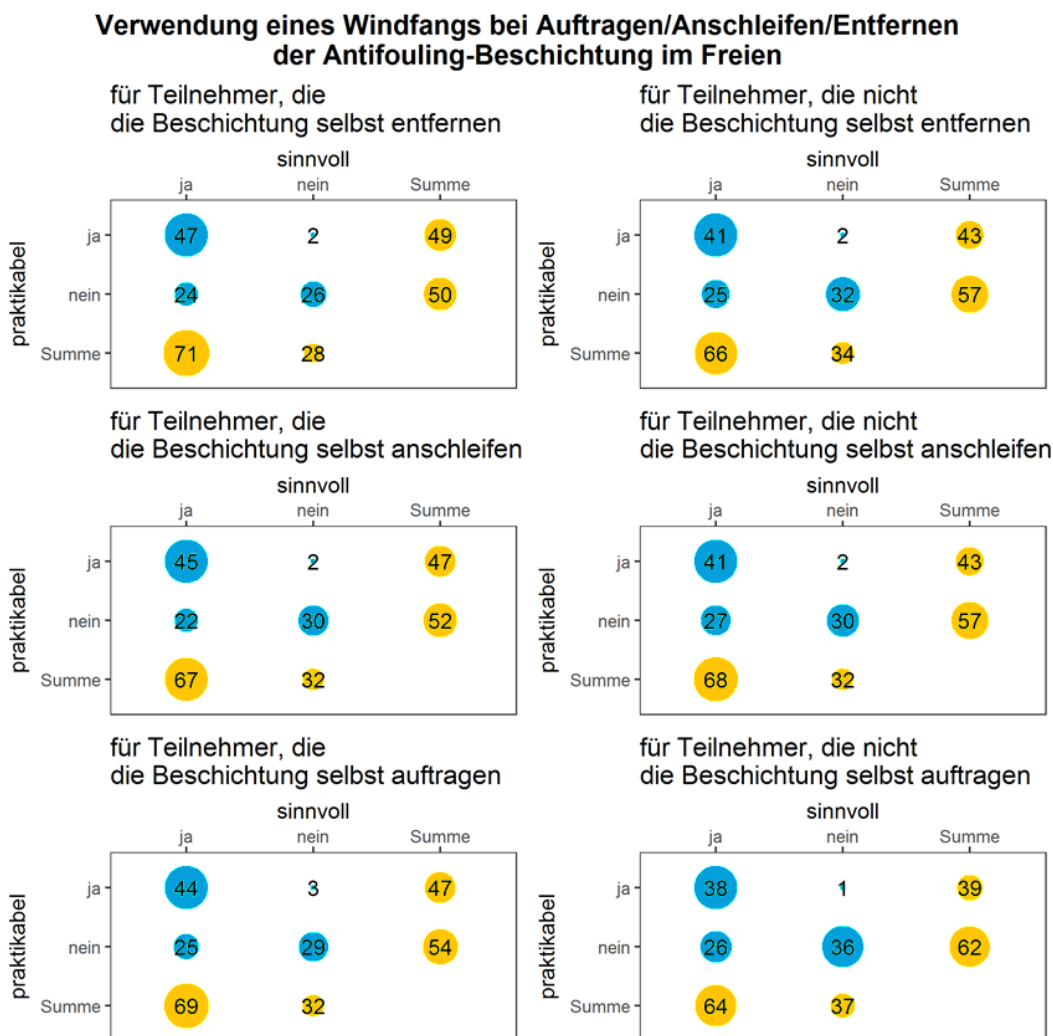 Verwendung eines Windfangs bei Auftragen/Anschleifen/Entfernen
der Antifouling-Beschichtung im Freien
für Teilnehmer, die
die Beschichtung selbst entfernen
sinnvoll
ja nein Summe
praktikabel
ja 47 2 49
nein 24 26 50
Summe 71 28
für Teilnehmer, die nicht
die Beschichtung selbst entfernen
sinnvoll
ja nein Summe
praktikabel
ja 41 2 43
nein 25 32 57
Summe 66 34
für Teilnehmer, die
die Beschichtung selbst anschleifen
sinnvoll
ja nein Summe
praktikabel
ja 45 2 47
nein 22 30 52
Summe 67 32
für Teilnehmer, die nicht
die Beschichtung selbst anschleifen
sinnvoll
ja nein Summe
praktikabel
ja 41 2 43
nein 27 30 57
Summe 68 32
für Teilnehmer, die
die Beschichtung selbst auftragen
sinnvoll
ja nein Summe
praktikabel
ja 44 3 47
nein 25 29 54
Summe 69 32
für Teilnehmer, die nicht
die Beschichtung selbst auftragen
sinnvoll
ja nein Summe
praktikabel
ja 38 1 39
nein 26 36 62
Summe 64 37